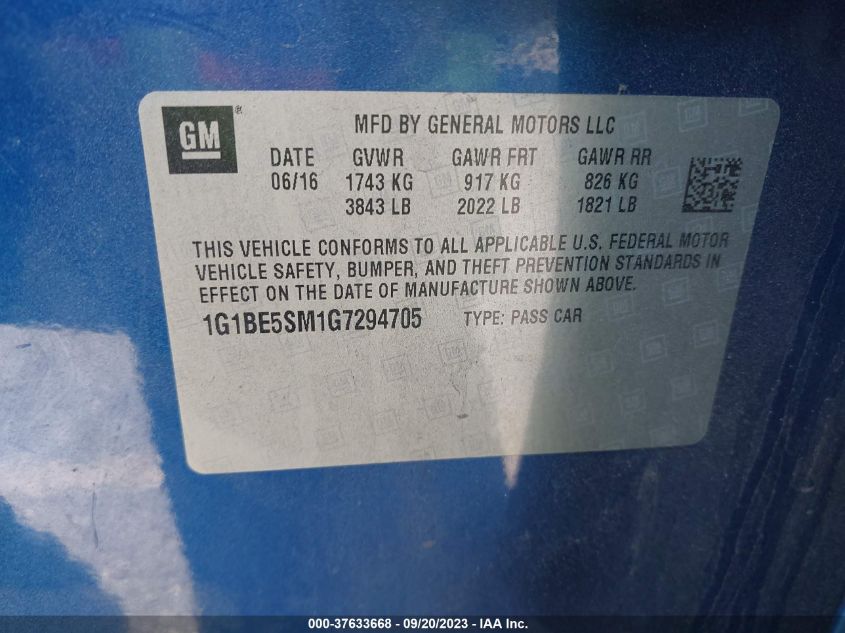 GM®
MFD BY GENERAL MOTORS LLC
DATE GVWR GAWR FRT GAWR RR
06/16 1743 KG 917 KG 826 KG
3843 LB 2022 LB 1821 LB
THIS VEHICLE CONFORMS TO ALL APPLICABLE U.S. FEDERAL MOTOR
VEHICLE SAFETY, BUMPER, AND THEFT PREVENTION STANDARDS IN
EFFECT ON THE DATE OF MANUFACTURE SHOWN ABOVE.
1G1BE5SM1G7294705 TYPE: PASS CAR
000-37633668 - 09/20/2023 - IAA Inc.